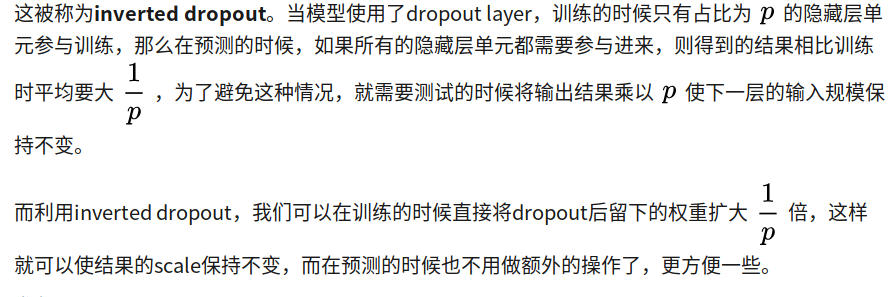 这被称为inverted dropout。当模型使用了dropout layer，训练的时候只有占比为 p 的隐藏层单
元参与训练，那么在预测的时候，如果所有的隐藏层单元都需要参与进来，则得到的结果相比训练
时平均要大 1/p ，为了避免这种情况，就需要测试的时候将输出结果乘以 p 使下一层的输入规模保
持不变。
而利用inverted dropout，我们可以在训练的时候直接将dropout后留下的权重扩大 1/p 倍，这样
就可以使结果的scale保持不变，而在预测的时候也不用做额外的操作了，更方便一些。